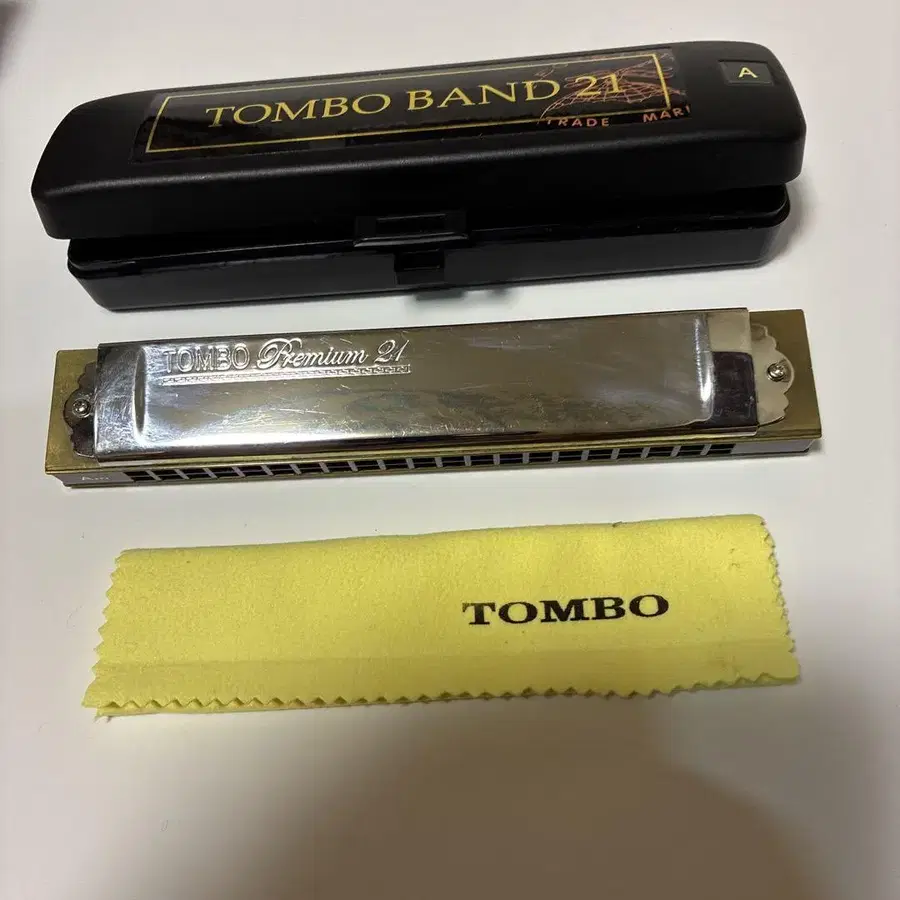 TOMBO BAND 21
A
TRADE MAR
TOMBO Premium 21
TOMBO